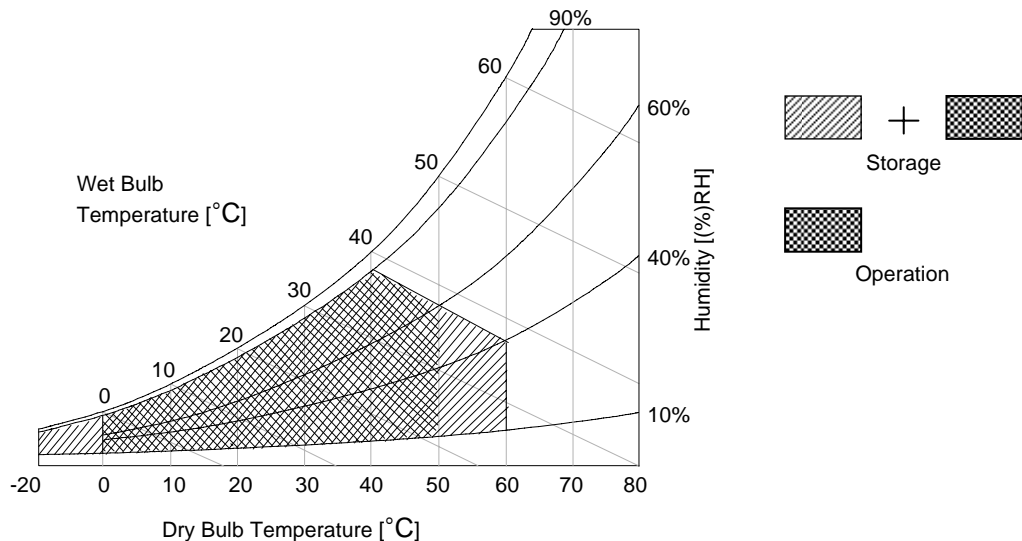 90%
60
60%
50
Wet Bulb
Temperature [°C]
40
40%
30
20
10
0
10%
Humidity [(%)RH]
-20 0 10 20 30 40 50 60 70 80
Dry Bulb Temperature [°C]
+
Storage
Operation